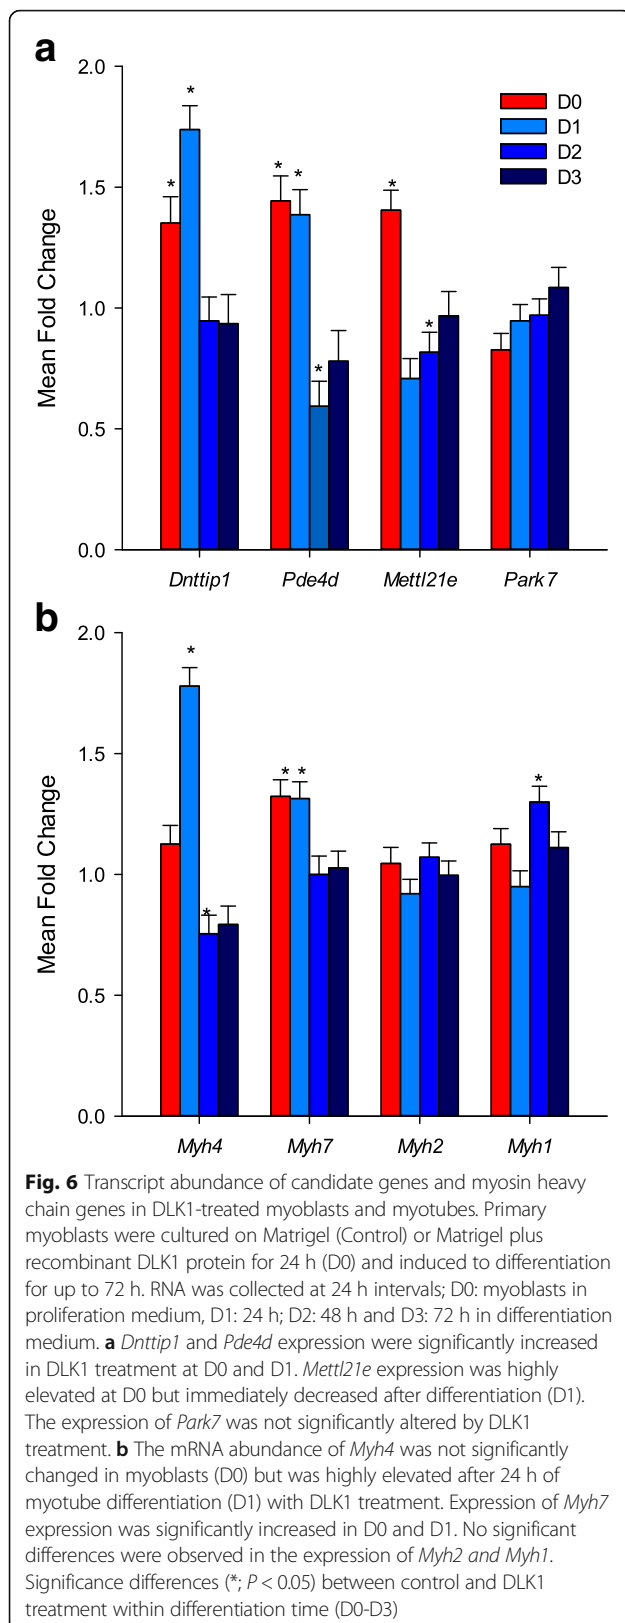 a
2.0
1.5
1.0
0.5
0.0
Mean Fold Change
D0
D1
D2
D3
* *
* *
*
*
*
Dnttip1 Pde4d Mettl21e Park7
b
2.0
1.5
1.0
0.5
0.0
Mean Fold Change
*
*
* *
*
Myh4 Myh7 Myh2 Myh1
Fig. 6 Transcript abundance of candidate genes and myosin heavy
chain genes in DLK1-treated myoblasts and myotubes. Primary
myoblasts were cultured on Matrigel (Control) or Matrigel plus
recombinant DLK1 protein for 24 h (D0) and induced to differentiation
for up to 72 h. RNA was collected at 24 h intervals; D0: myoblasts in
proliferation medium, D1: 24 h; D2: 48 h and D3: 72 h in differentiation
medium. a Dnttip1 and Pde4d expression were significantly increased
in DLK1 treatment at D0 and D1. Mettl21e expression was highly
elevated at D0 but immediately decreased after differentiation (D1).
The expression of Park7 was not significantly altered by DLK1
treatment. b The mRNA abundance of Myh4 was not significantly
changed in myoblasts (D0) but was highly elevated after 24 h of
myotube differentiation (D1) with DLK1 treatment. Expression of Myh7
expression was significantly increased in D0 and D1. No significant
differences were observed in the expression of Myh2 and Myh1.
Significance differences (*; P < 0.05) between control and DLK1
treatment within differentiation time (D0-D3)